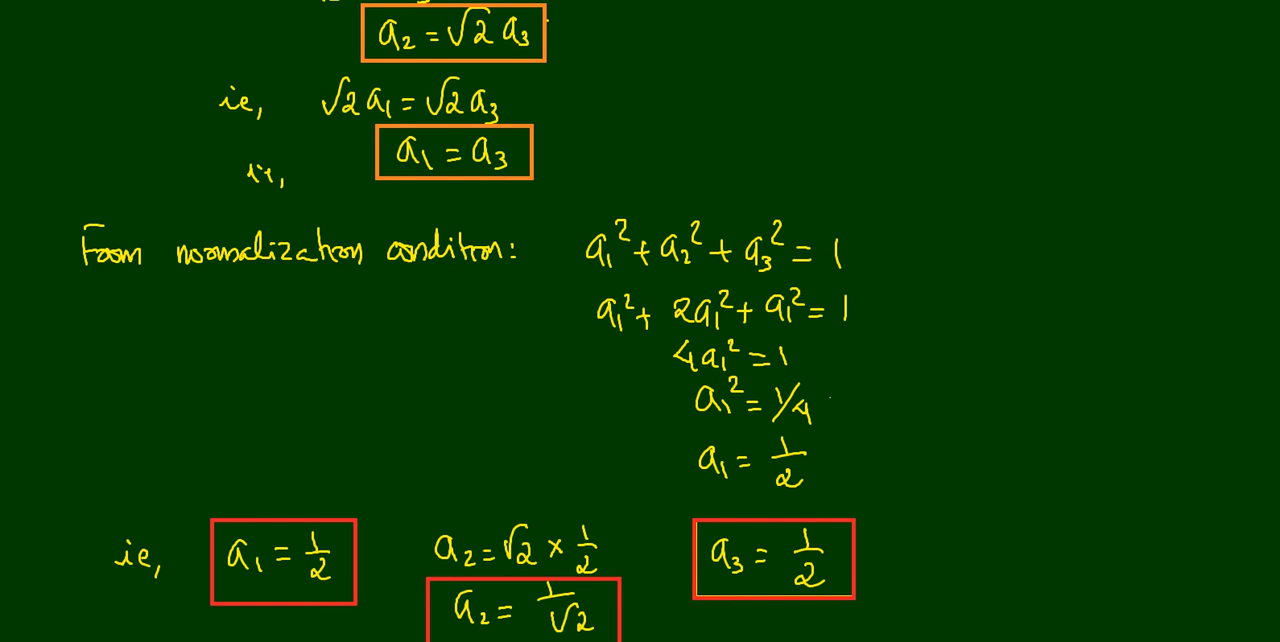 a₂ = √2 a₃
ie, √2 a₁ = √2 a₃
ie, a₁ = a₃
From normalization condition: a₁² + a₂² + a₃² = 1
a₁² + 2a₁² + a₁² = 1
4a₁² = 1
a₁² = 1/4
a₁ = 1/2
ie, a₁ = 1/2 a₂ = √2 × 1/2 a₃ = 1/2
a₂ = 1/√2